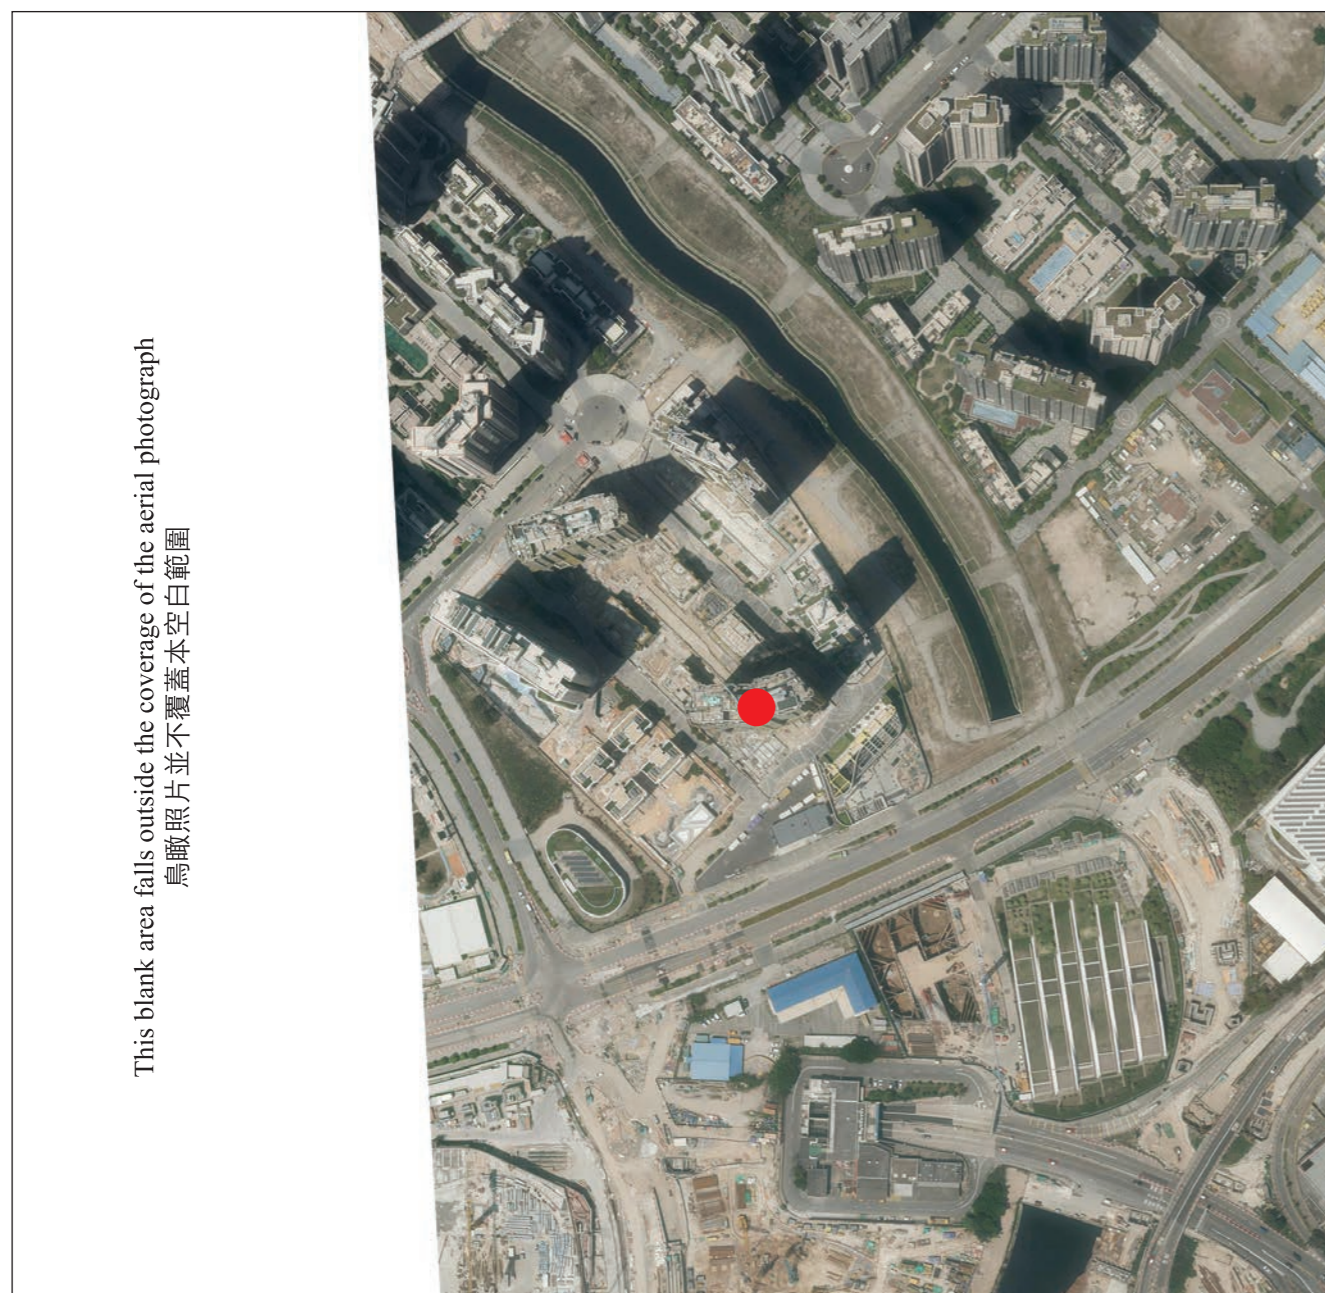 This blank area falls outside the coverage of the aerial photograph
鳥瞰照片並不覆蓋本空白範圍